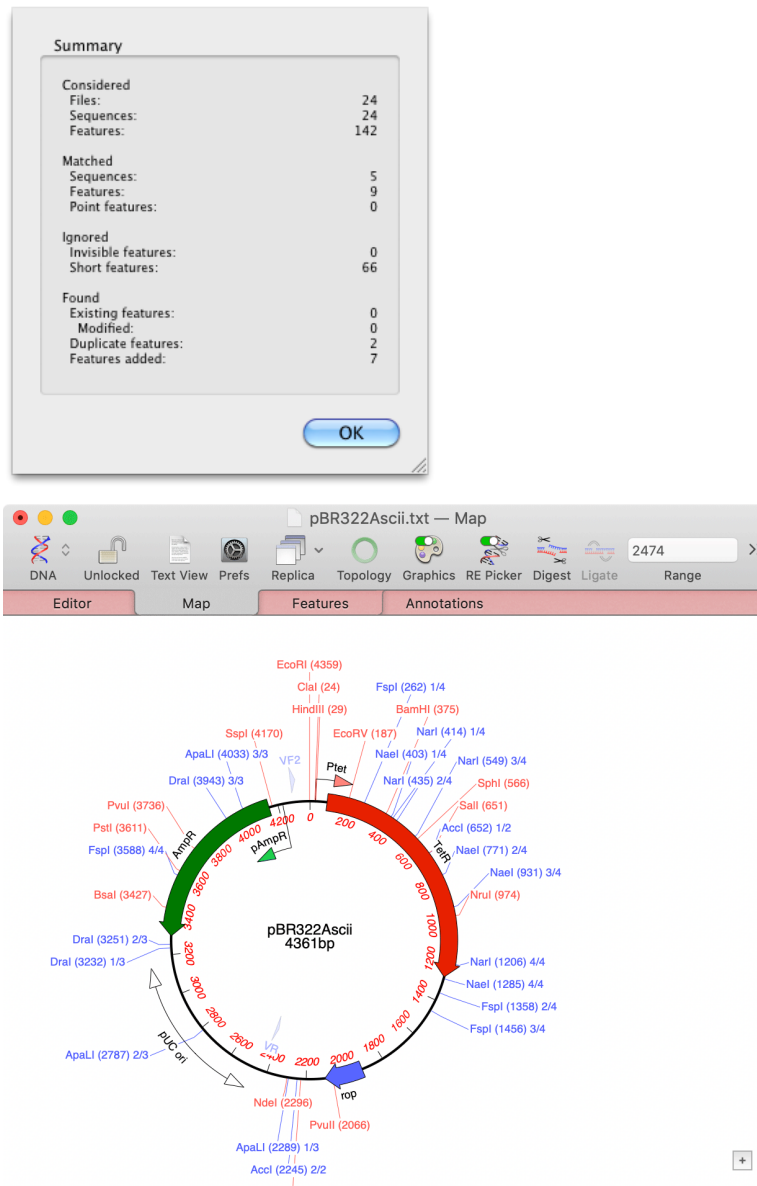 Summary
Considered
Files: 24
Sequences: 24
Features: 142
Matched
Sequences: 5
Features: 9
Point features: 0
Ignored
Invisible features: 0
Short features: 66
Found
Existing features: 0
Modified: 0
Duplicate features: 2
Features added: 7
OK
pBR322Ascii.txt — Map
2474
DNA Unlocked Text View Prefs Replica Topology Graphics RE Picker Digest Ligate Range
Editor Map Features Annotations
EcoRI (4359)
ClaI (24)
FspI (262) 1/4
HindIII (29)
BamHI (375)
SspI (4170)
EcoRV (187)
NarI (414) 1/4
ApaLI (4033) 3/3
VF2
NaeI (403) 1/4
NarI (549) 3/4
Ptet
DraI (3943) 3/3
NarI (435) 2/4
SphI (566)
PvuI (3736)
SalI (651)
PstI (3611)
AccI (652) 1/2
FspI (3588) 4/4
AmpR
pAmpR
TetR
NaeI (771) 2/4
NaeI (931) 3/4
BsaI (3427)
NruI (974)
pBR322Ascii
4361bp
DraI (3251) 2/3
DraI (3232) 1/3
NarI (1206) 4/4
NaeI (1285) 4/4
FspI (1358) 2/4
FspI (1456) 3/4
ApaLI (2787) 2/3
pUC ori
VR
rop
NdeI (2296)
PvuII (2066)
ApaLI (2289) 1/3
AccI (2245) 2/2
0
200
400
600
800
1000
1200
1400
1600
1800
2000
2200
2400
2600
2800
3000
3200
3400
3600
3800
4000
4200